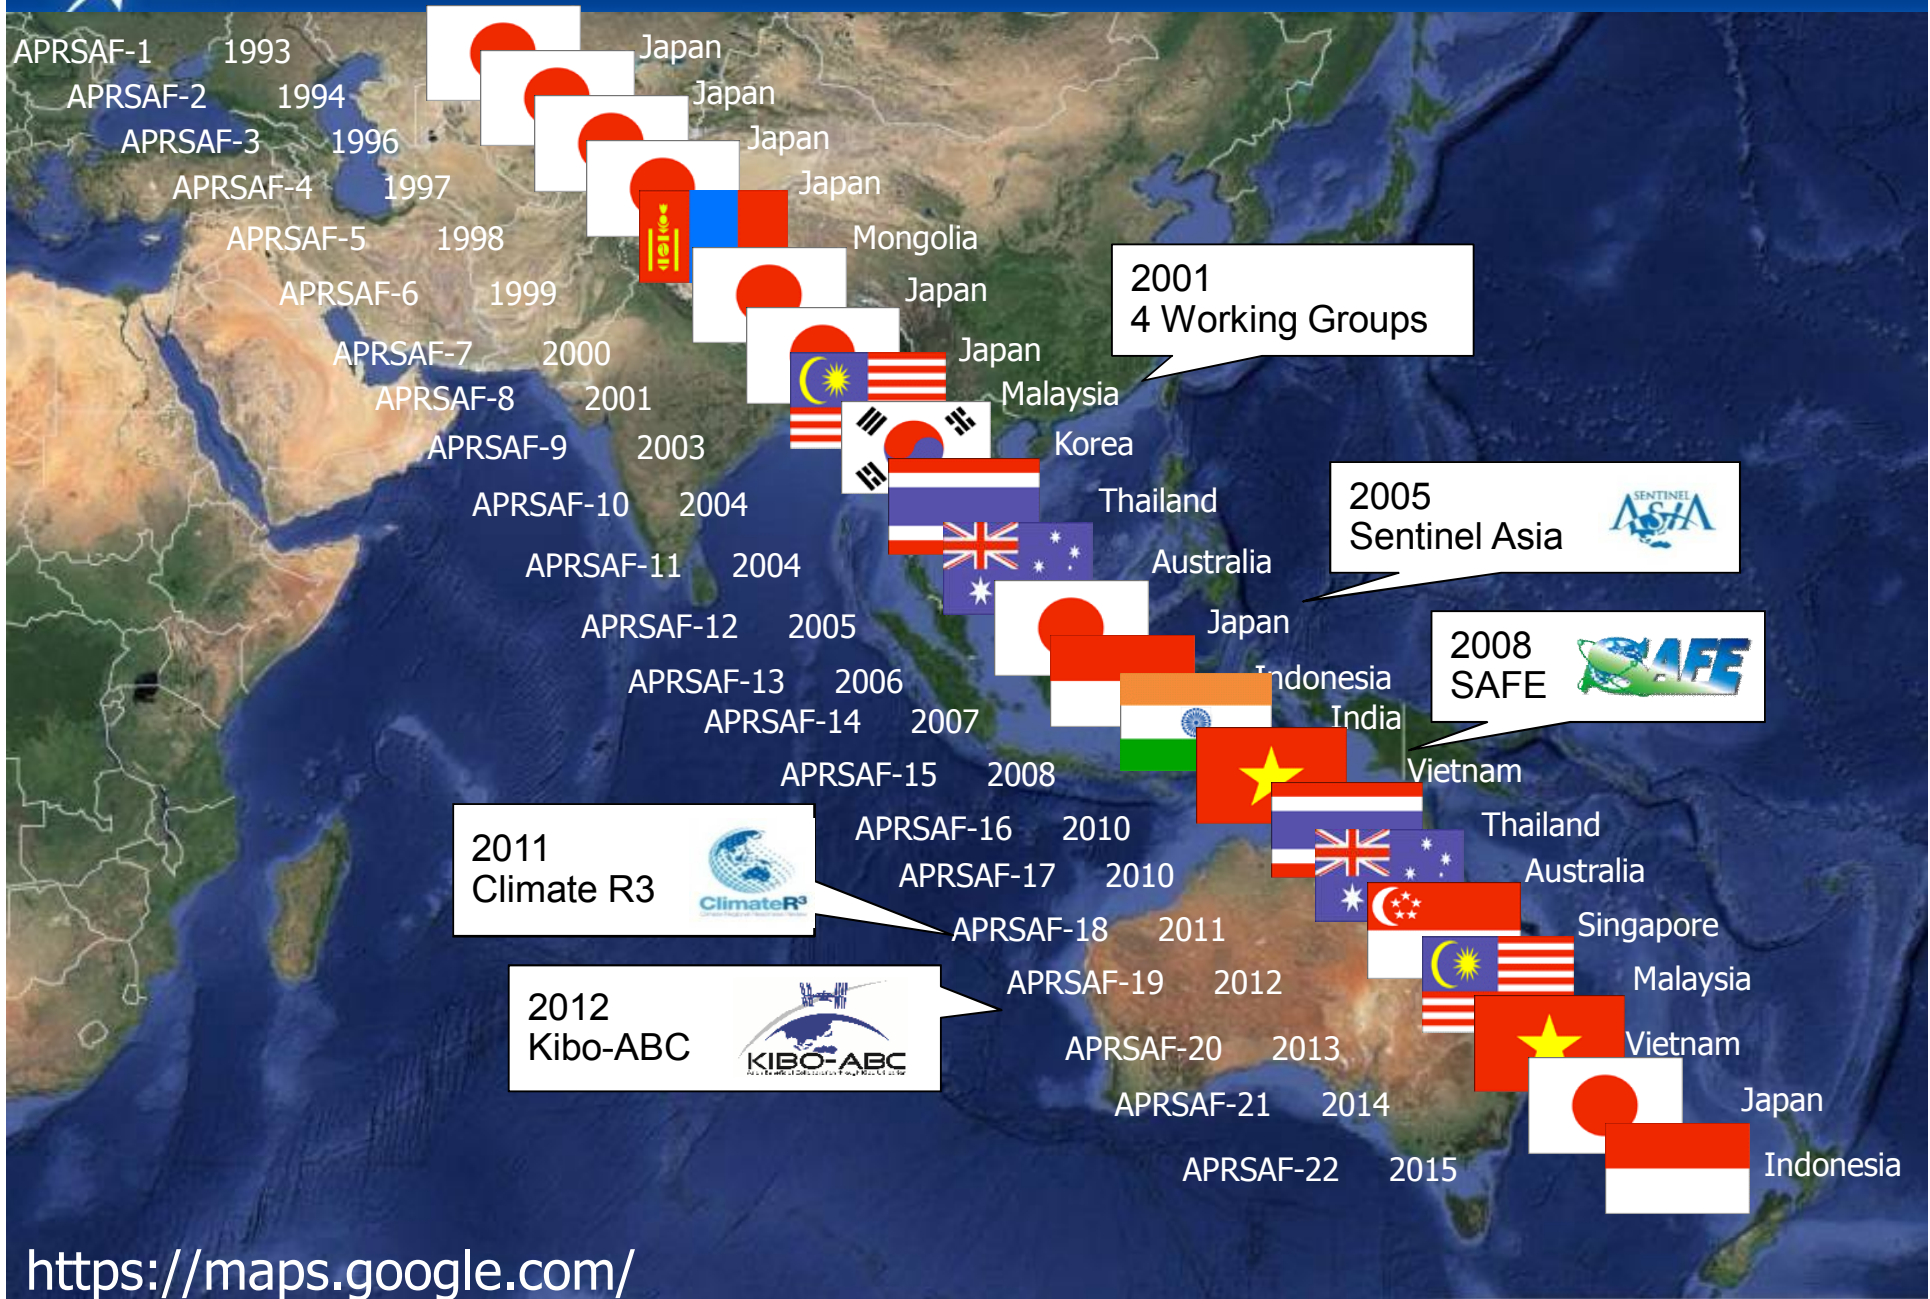 APRSAF-1 1993 Japan
APRSAF-2 1994 Japan
APRSAF-3 1996 Japan
APRSAF-4 1997 Japan
APRSAF-5 1998 Mongolia
APRSAF-6 1999 Japan
APRSAF-7 2000 Japan
APRSAF-8 2001 Malaysia
APRSAF-9 2003 Korea
APRSAF-10 2004 Thailand
APRSAF-11 2004 Australia
APRSAF-12 2005 Japan
APRSAF-13 2006 Indonesia
APRSAF-14 2007 India
APRSAF-15 2008 Vietnam
APRSAF-16 2010 Thailand
APRSAF-17 2010 Australia
APRSAF-18 2011 Singapore
APRSAF-19 2012 Malaysia
APRSAF-20 2013 Vietnam
APRSAF-21 2014 Japan
APRSAF-22 2015 Indonesia
2001
4 Working Groups
2005
Sentinel Asia
SENTINEL
ASIA
2008
SAFE
SAFE
2011
Climate R3
ClimateR³
2012
Kibo-ABC
KIBO-ABC
https://maps.google.com/